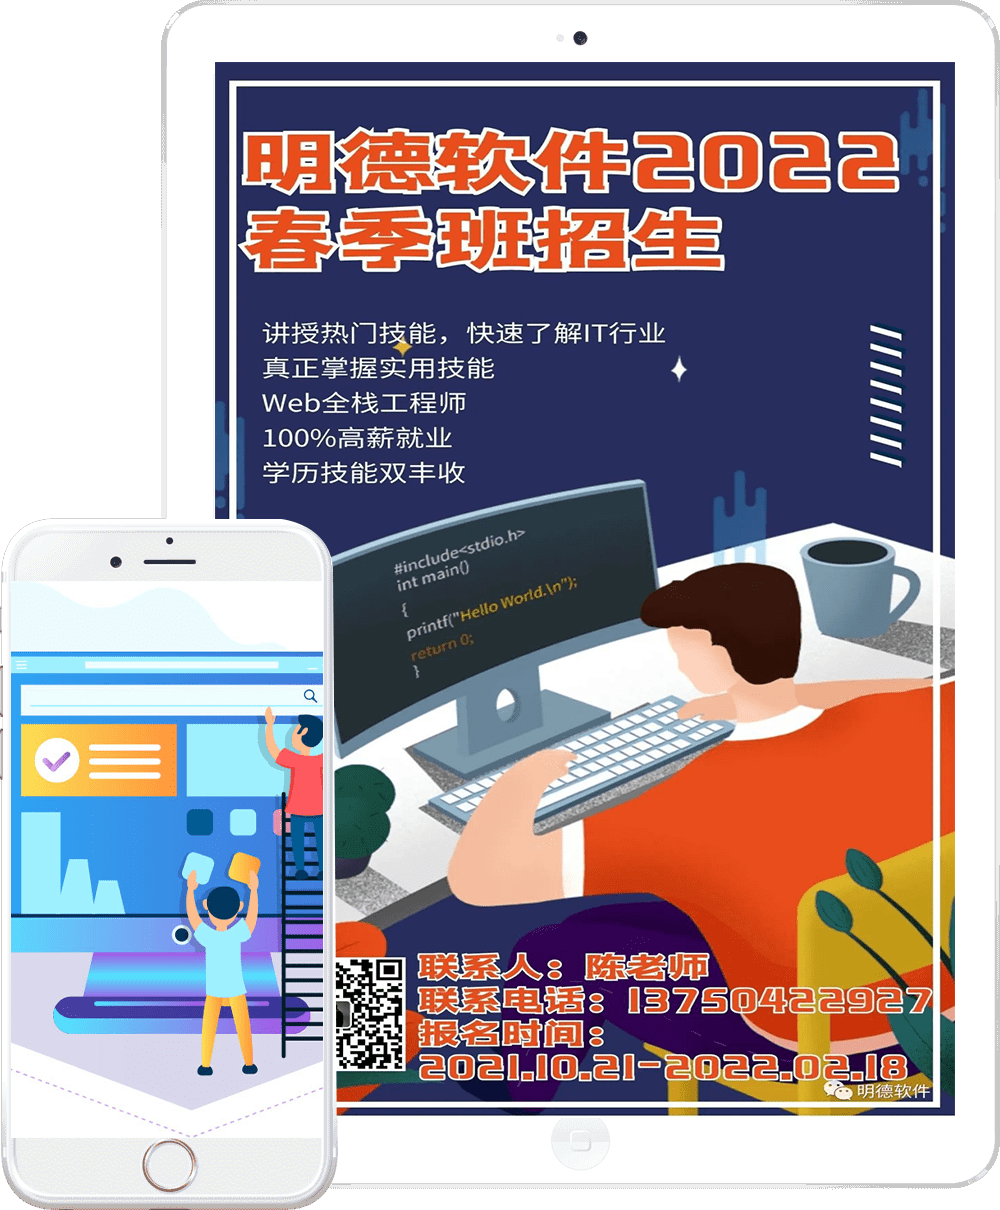 明德软件2022
春季班招生
讲授热门技能，快速了解IT行业
真正掌握实用技能
Web全栈工程师
100%高薪就业
学历技能双丰收
#include<stdio.h>
int main()
{
printf("Hello World.\n");
return 0;
}
联系人：陈老师
联系电话：13750422927
报名时间：
2021.10.21-2022.02.18
明德软件